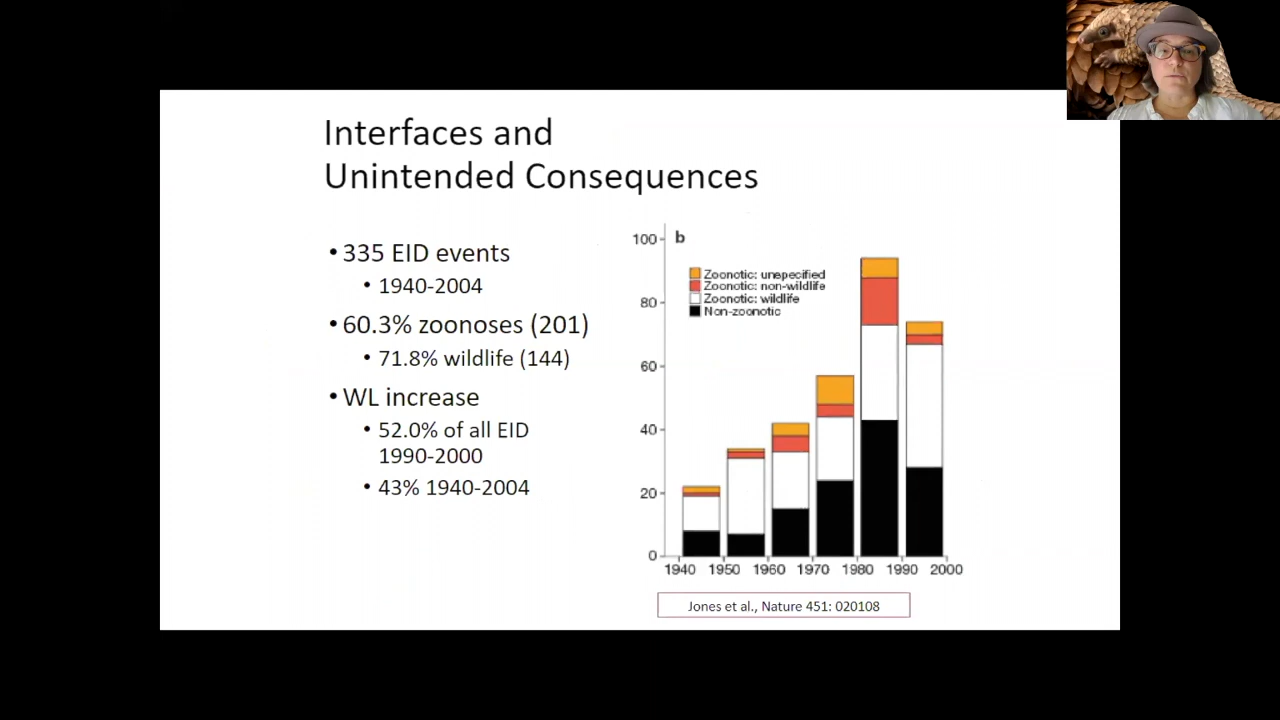 Interfaces and
Unintended Consequences
• 335 EID events
• 1940-2004
• 60.3% zoonoses (201)
• 71.8% wildlife (144)
• WL increase
• 52.0% of all EID
1990-2000
• 43% 1940-2004
b
100
80
60
40
20
0
Zoonotic: unspecified
Zoonotic: non-wildlife
Zoonotic: wildlife
Non-zoonotic
1940 1950 1960 1970 1980 1990 2000
Jones et al., Nature 451: 020108